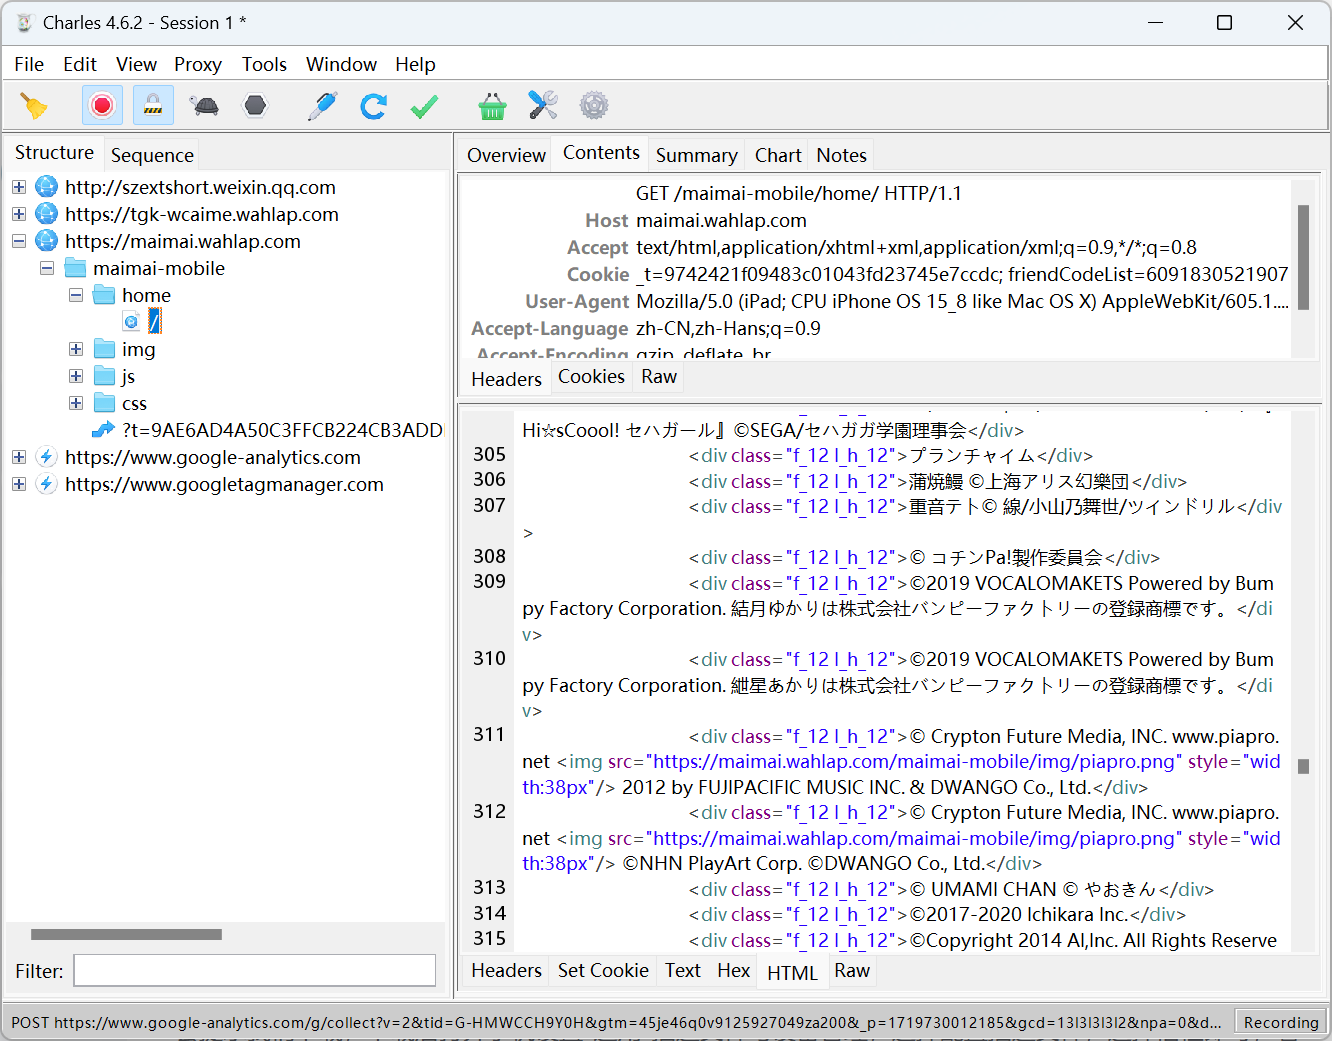 Charles 4.6.2 - Session 1 *
File Edit View Proxy Tools Window Help
Structure Sequence
http://szextshort.weixin.qq.com
https://tgk-wcaime.wahlap.com
https://maimai.wahlap.com
maimai-mobile
home
/
img
js
css
?t=9AE6AD4A50C3FFCB224CB3ADD
https://www.google-analytics.com
https://www.googletagmanager.com
Filter:
Overview Contents Summary Chart Notes
GET /maimai-mobile/home/ HTTP/1.1
Host maimai.wahlap.com
Accept text/html,application/xhtml+xml,application/xml;q=0.9,*/*;q=0.8
Cookie _t=9742421f09483c01043fd23745e7ccdc; friendCodeList=6091830521907
User-Agent Mozilla/5.0 (iPad; CPU iPhone OS 15_8 like Mac OS X) AppleWebKit/605.1....
Accept-Language zh-CN,zh-Hans;q=0.9
Accept-Encoding gzip, deflate, br
Headers Cookies Raw
Hi☆sCoool! セハガール』©SEGA/セハガガ学園理事会</div>
305 <div class="f_12 l_h_12">プランチャイム</div>
306 <div class="f_12 l_h_12">蒲焼鰻 ©上海アリス幻樂団</div>
307 <div class="f_12 l_h_12">重音テト© 線/小山乃舞世/ツインドリル</div
>
308 <div class="f_12 l_h_12">© コチンPa!製作委員会</div>
309 <div class="f_12 l_h_12">©2019 VOCALOMAKETS Powered by Bum
py Factory Corporation. 結月ゆかりは株式会社バンピーファクトリーの登録商標です。</di
v>
310 <div class="f_12 l_h_12">©2019 VOCALOMAKETS Powered by Bum
py Factory Corporation. 紲星あかりは株式会社バンピーファクトリーの登録商標です。</di
v>
311 <div class="f_12 l_h_12">© Crypton Future Media, INC. www.piapro.
net <img src="https://maimai.wahlap.com/maimai-mobile/img/piapro.png" style="wid
th:38px"/> 2012 by FUJIPACIFIC MUSIC INC. & DWANGO Co., Ltd.</div>
312 <div class="f_12 l_h_12">© Crypton Future Media, INC. www.piapro.
net <img src="https://maimai.wahlap.com/maimai-mobile/img/piapro.png" style="wid
th:38px"/> ©NHN PlayArt Corp. ©DWANGO Co., Ltd.</div>
313 <div class="f_12 l_h_12">© UMAMI CHAN © やおきん</div>
314 <div class="f_12 l_h_12">©2017-2020 Ichikara Inc.</div>
315 <div class="f_12 l_h_12">©Copyright 2014 AI,Inc. All Rights Reserve
Headers Set Cookie Text Hex HTML Raw
POST https://www.google-analytics.com/g/collect?v=2&tid=G-HMWCCH9Y0H&gtm=45je46q0v9125927049za200&_p=1719730012185&gcd=13l3l3l3l2&npa=0&d...
Recording